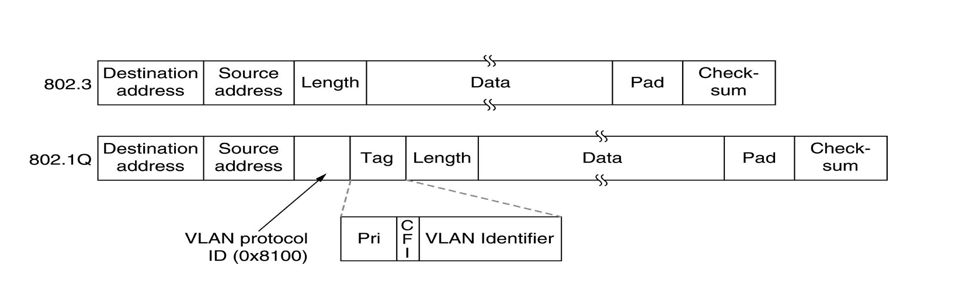 802.3
Destination
address
Source
address
Length
Data
Pad
Check-
sum
802.1Q
Destination
address
Source
address
Tag
Length
Data
Pad
Check-
sum
VLAN protocol
ID (0x8100)
Pri
C
F
I
VLAN Identifier